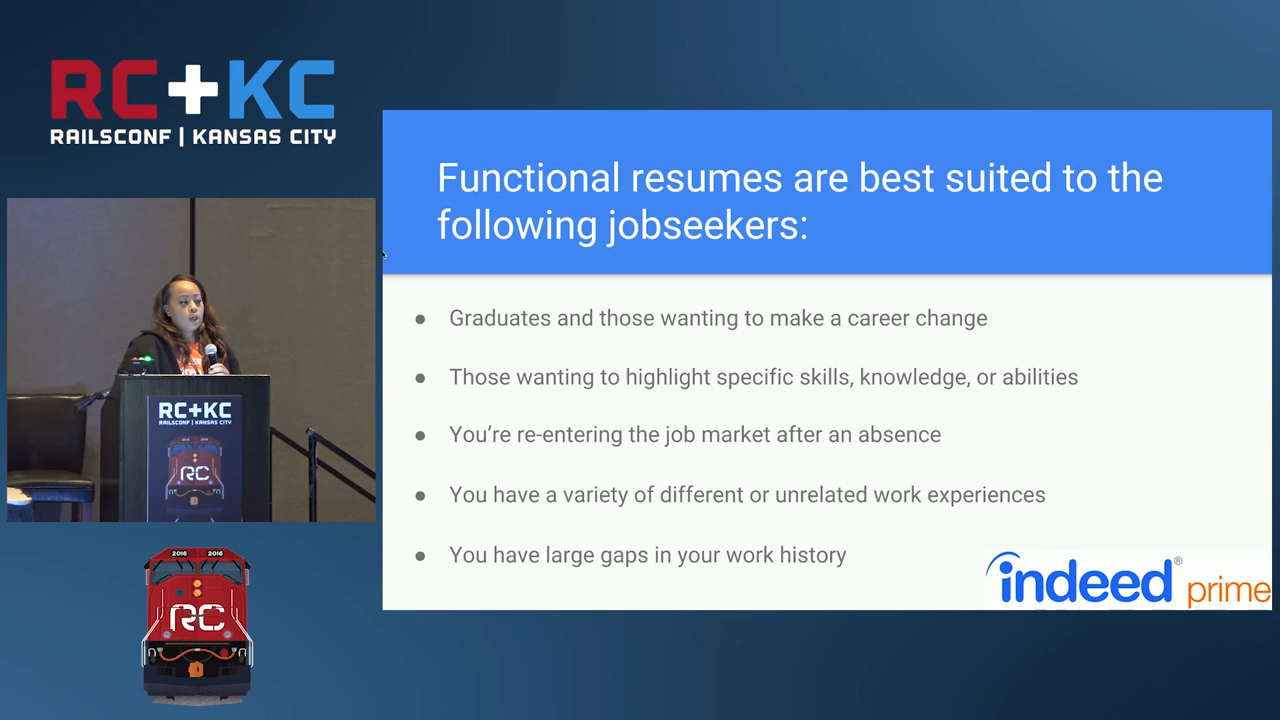 RC+KC
RAILSCONF | KANSAS CITY
Functional resumes are best suited to the
following jobseekers:
● Graduates and those wanting to make a career change
● Those wanting to highlight specific skills, knowledge, or abilities
● You’re re-entering the job market after an absence
● You have a variety of different or unrelated work experiences
● You have large gaps in your work history
indeed® prime
RC+KC
RAILSCONF | KANSAS CITY
RC
2016 2016
RC